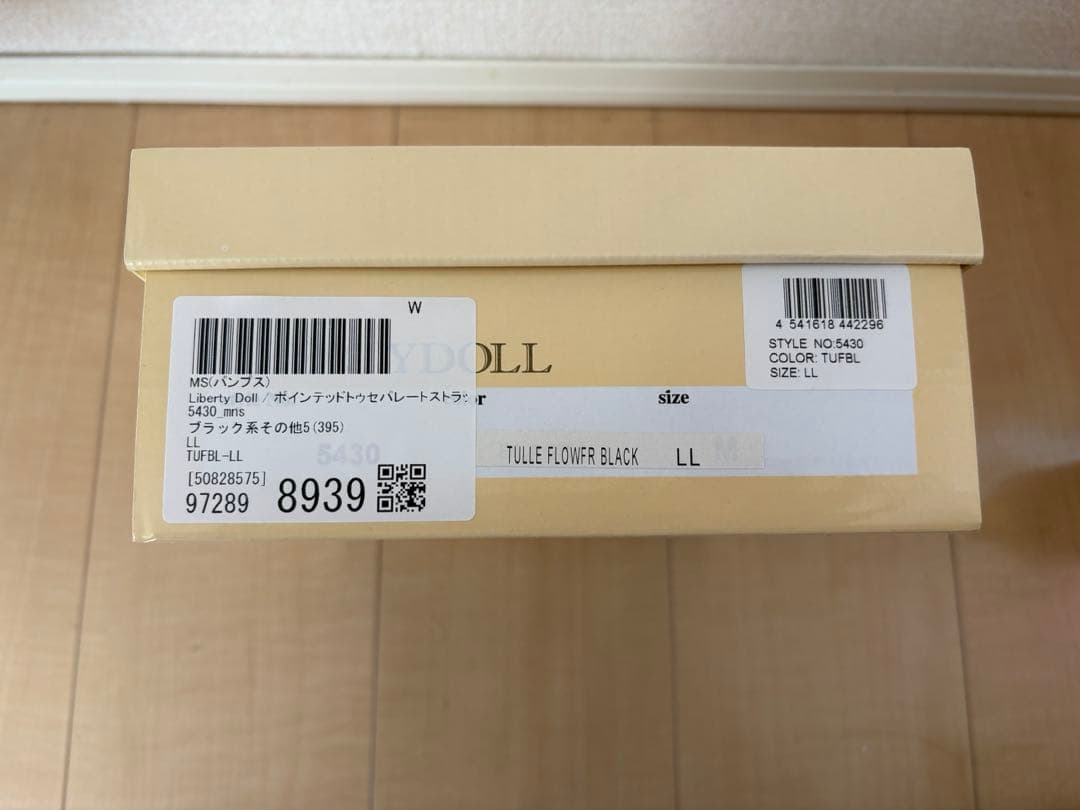 W
MS(パンプス)
Liberty Doll / ポインテッドトゥセパレートストラッ
5430_mns
ブラック系その他5(395)
LL
TUFBL-LL
[50828575]
97289 8939
YDOLL
or size
5430
TULLE FLOWFR BLACK LL
M
4 541618 442296
STYLE NO:5430
COLOR: TUFBL
SIZE: LL